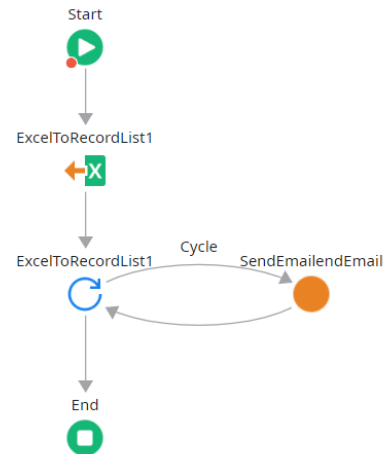 Start
ExcelToRecordList1
X
ExcelToRecordList1
Cycle
SendEmailendEmail
End